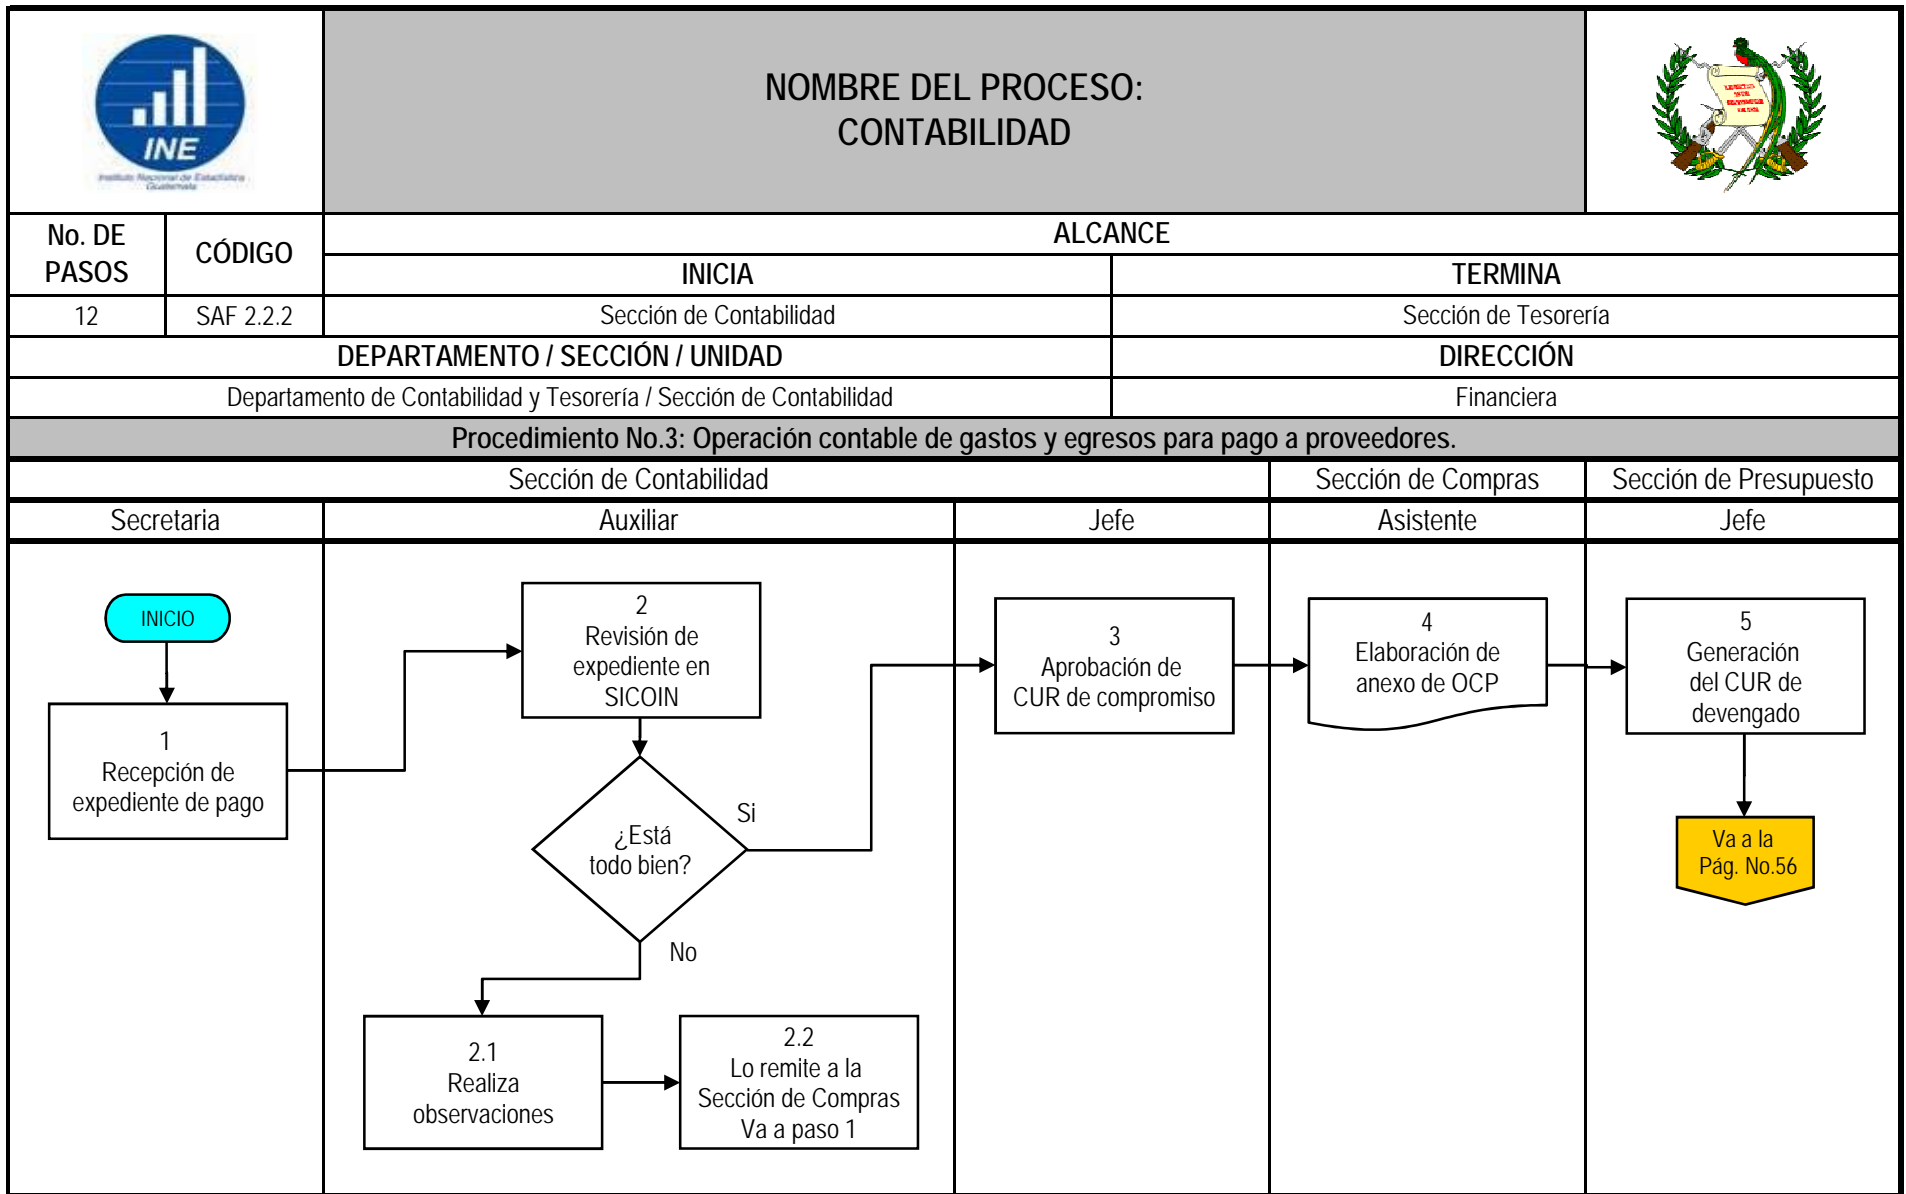 INE
Instituto Nacional de Estadística
Guatemala
NOMBRE DEL PROCESO:
CONTABILIDAD
No. DE
PASOS
CÓDIGO
ALCANCE
INICIA
TERMINA
12
SAF 2.2.2
Sección de Contabilidad
Sección de Tesorería
DEPARTAMENTO / SECCIÓN / UNIDAD
DIRECCIÓN
Departamento de Contabilidad y Tesorería / Sección de Contabilidad
Financiera
Procedimiento No.3: Operación contable de gastos y egresos para pago a proveedores.
Sección de Contabilidad
Sección de Compras
Sección de Presupuesto
Secretaria
Auxiliar
Jefe
Asistente
Jefe
INICIO
1
Recepción de
expediente de pago
2
Revisión de
expediente en
SICOIN
¿Está
todo bien?
Si
No
2.1
Realiza
observaciones
2.2
Lo remite a la
Sección de Compras
Va a paso 1
3
Aprobación de
CUR de compromiso
4
Elaboración de
anexo de OCP
5
Generación
del CUR de
devengado
Va a la
Pág. No.56